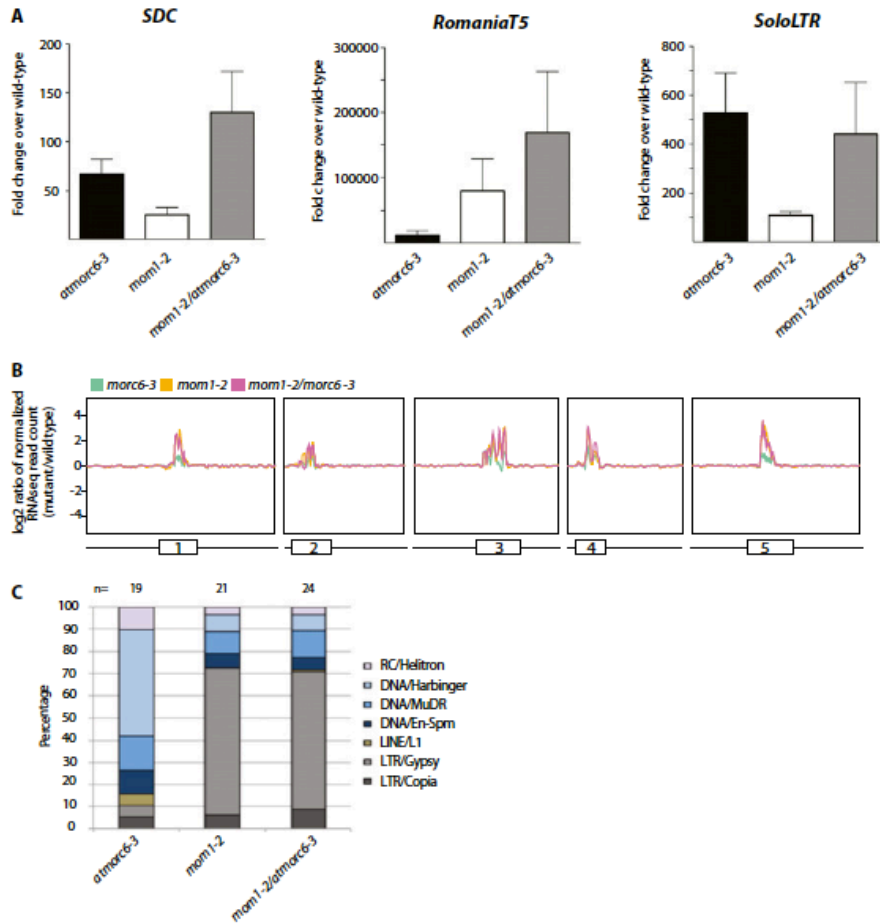 A
SDC
RomaniaT5
SoloLTR
Fold change over wild-type
200
150
100
50
atmorc6-3
mom1-2
mom1-2/atmorc6-3
Fold change over wild-type
300000
200000
100000
atmorc6-3
mom1-2
mom1-2/atmorc6-3
Fold change over wild-type
800
600
400
200
atmorc6-3
mom1-2
mom1-2/atmorc6-3
B
morc6-3 mom1-2 mom1-2/morc6-3
log2 ratio of normalized
RNAseq read count
(mutant/wildtype)
4
2
0
-2
-4
1 2 3 4 5
C
n= 19 21 24
Percentage
100
90
80
70
60
50
40
30
20
10
0
atmorc6-3
mom1-2
mom1-2/atmorc6-3
RC/Helitron
DNA/Harbinger
DNA/MuDR
DNA/En-Spm
LINE/L1
LTR/Gypsy
LTR/Copia